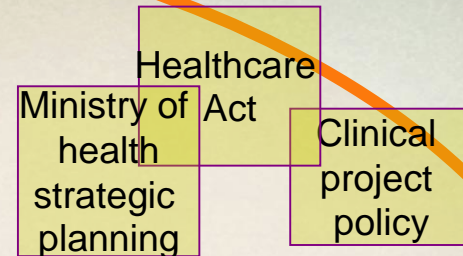 Healthcare
Act
Ministry of
health
strategic
planning
Clinical
project
policy